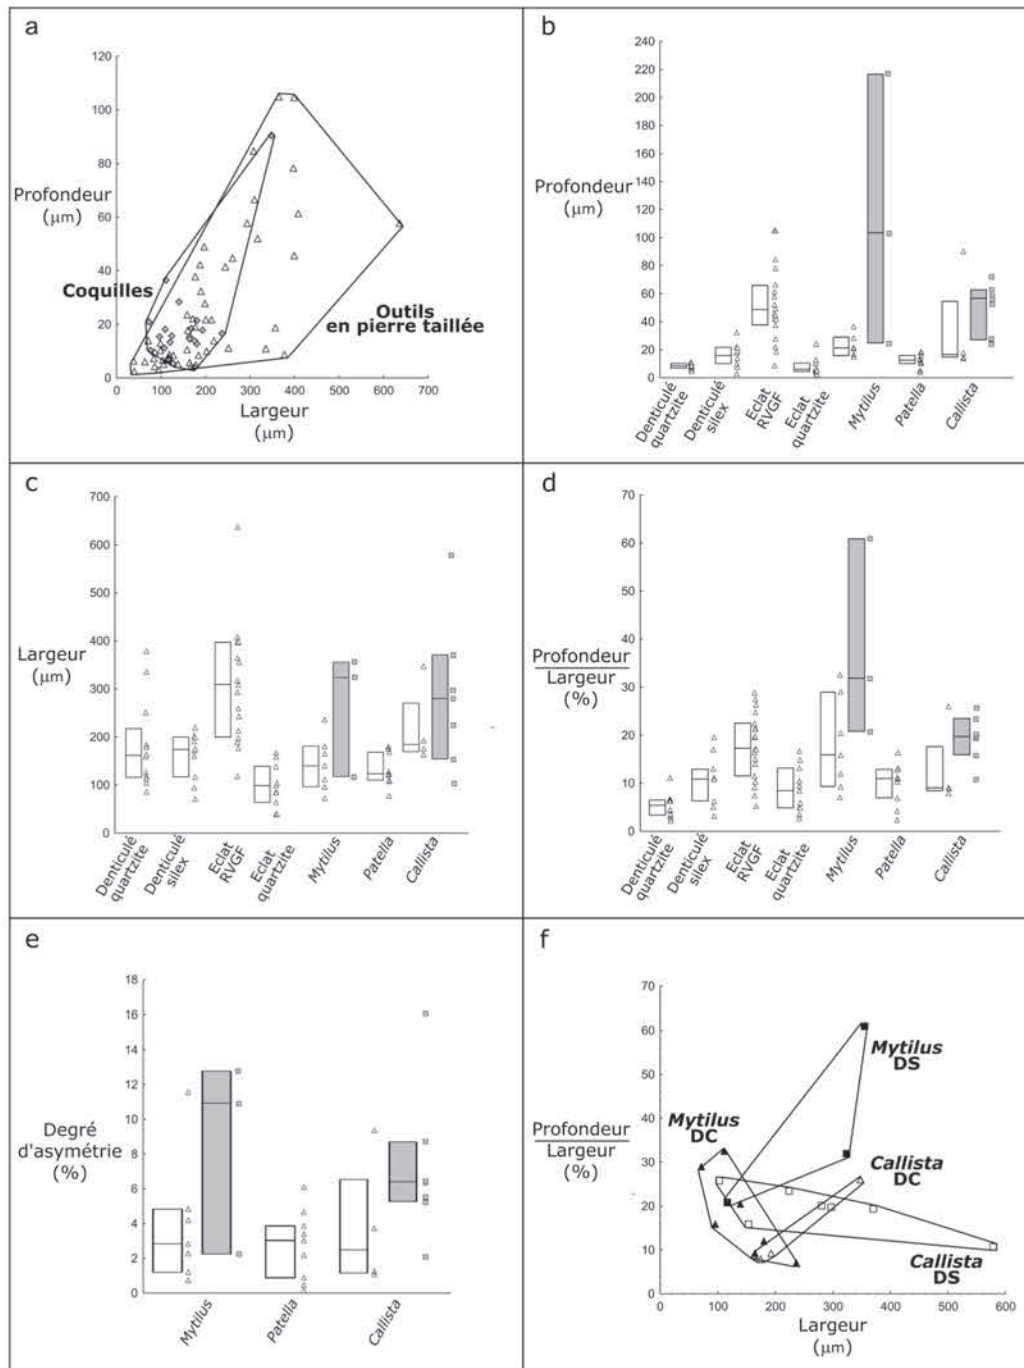 a
120
100
80
60
40
20
0
Profondeur
(µm)
Coquilles
Outils
en pierre taillée
0 100 200 300 400 500 600 700
Largeur
(µm)
b
240
220
200
180
160
140
120
100
80
60
40
20
0
Profondeur
(µm)
Denticulé
quartzite
Denticulé
silex
Eclat
RVGF
Eclat
quartzite
Mytilus
Patella
Callista
c
700
600
500
400
300
200
100
0
Largeur
(µm)
Denticulé
quartzite
Denticulé
silex
Eclat
RVGF
Eclat
quartzite
Mytilus
Patella
Callista
d
70
60
50
40
30
20
10
0
Profondeur
Largeur
(%)
Denticulé
quartzite
Denticulé
silex
Eclat
RVGF
Eclat
quartzite
Mytilus
Patella
Callista
e
18
16
14
12
10
8
6
4
2
0
Degré
d'asymétrie
(%)
Mytilus
Patella
Callista
f
70
60
50
40
30
20
10
0
Profondeur
Largeur
(%)
Mytilus
DS
Mytilus
DC
Callista
DC
Callista
DS
0 100 200 300 400 500 600
Largeur
(µm)